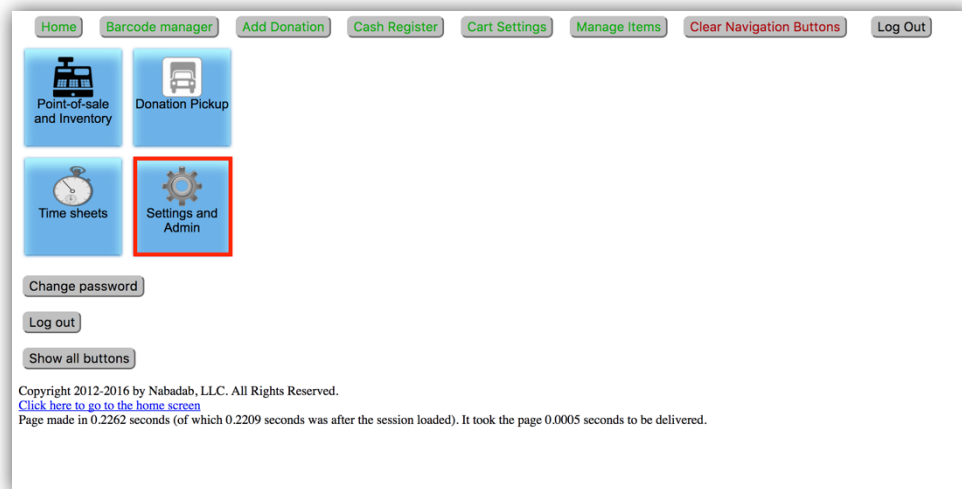 Home Barcode manager Add Donation Cash Register Cart Settings Manage Items Clear Navigation Buttons Log Out
Point-of-sale
and Inventory
Donation Pickup
Time sheets
Settings and
Admin
Change password
Log out
Show all buttons
Copyright 2012-2016 by Nabadab, LLC. All Rights Reserved.
Click here to go to the home screen
Page made in 0.2262 seconds (of which 0.2209 seconds was after the session loaded). It took the page 0.0005 seconds to be delivered.